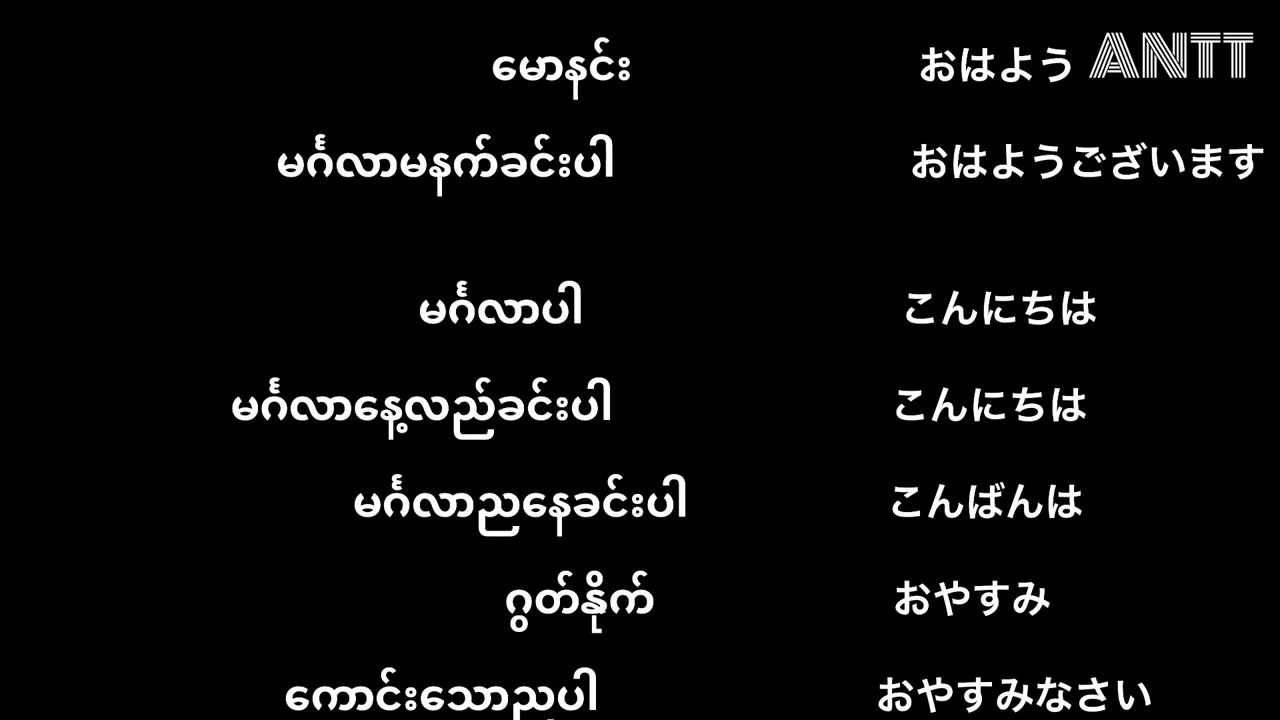 မောနင်း おはよう ANTT
မင်္ဂလာမနက်ခင်းပါ おはようございます
မင်္ဂလာပါ こんにちは
မင်္ဂလာနေ့လည်ခင်းပါ こんにちは
မင်္ဂလာညနေခင်းပါ こんばんは
ဂွတ်နိုက် おやすみ
ကောင်းသောညပါ おやすみなさい